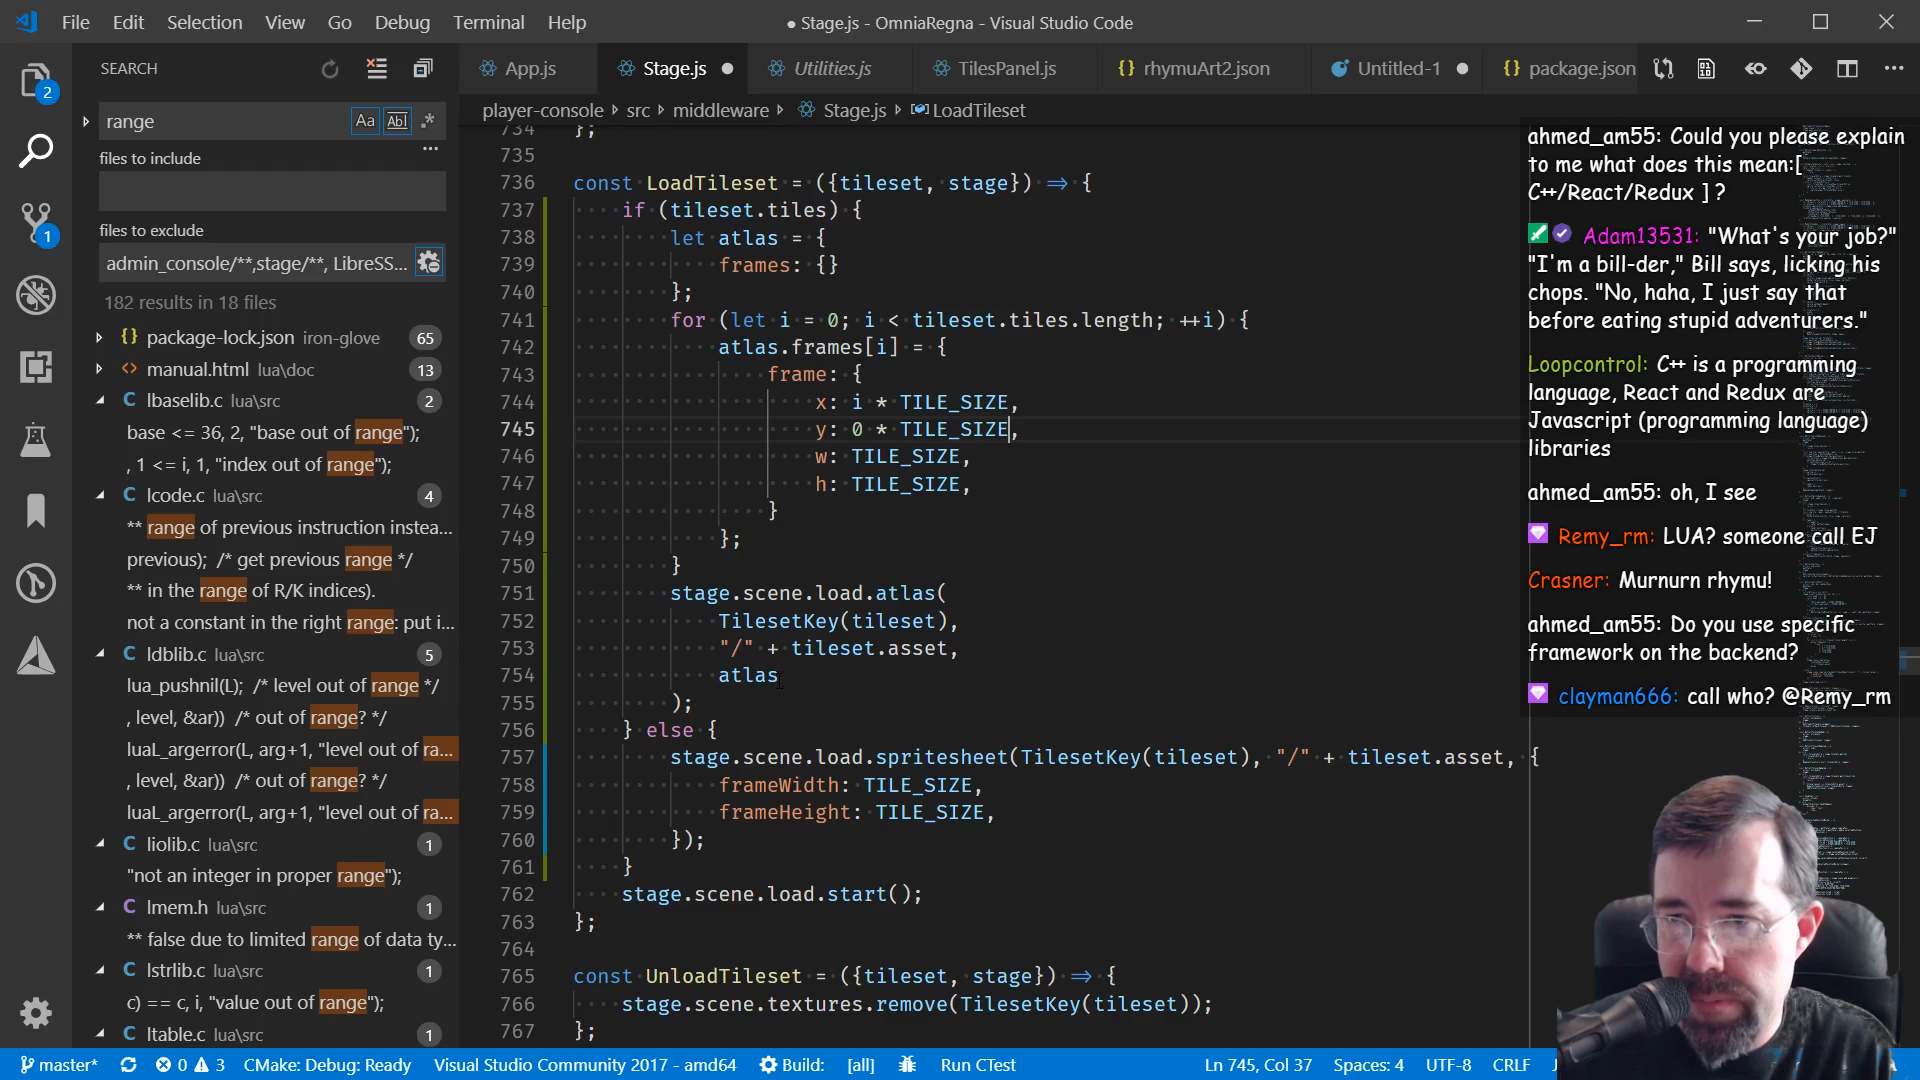 File Edit Selection View Go Debug Terminal Help
● Stage.js - OmniaRegna - Visual Studio Code
SEARCH
App.js
Stage.js
Utilities.js
TilesPanel.js
{} rhymuArt2.json
Untitled-1
{} package.json
2
1
range
Aa Abl .*
files to include
files to exclude
admin_console/**,stage/**, LibreSS...
182 results in 18 files
{} package-lock.json iron-glove 65
<> manual.html lua\doc 13
C lbaselib.c lua\src 2
base <= 36, 2, "base out of range");
, 1 <= i, 1, "index out of range");
C lcode.c lua\src 4
** range of previous instruction instea...
previous); /* get previous range */
** in the range of R/K indices).
not a constant in the right range: put i...
C ldblib.c lua\src 5
lua_pushnil(L); /* level out of range */
, level, &ar)) /* out of range? */
luaL_argerror(L, arg+1, "level out of ra...
, level, &ar)) /* out of range? */
luaL_argerror(L, arg+1, "level out of ra...
C liolib.c lua\src 1
"not an integer in proper range");
C lmem.h lua\src 1
** false due to limited range of data ty...
C lstrlib.c lua\src 1
c) == c, i, "value out of range");
C ltable.c lua\src 1
player-console > src > middleware > Stage.js > LoadTileset
734 };
735
736 const LoadTileset = ({tileset, stage}) => {
737 if (tileset.tiles) {
738 let atlas = {
739 frames: {}
740 };
741 for (let i = 0; i < tileset.tiles.length; ++i) {
742 atlas.frames[i] = {
743 frame: {
744 x: i * TILE_SIZE,
745 y: 0 * TILE_SIZE,
746 w: TILE_SIZE,
747 h: TILE_SIZE,
748 }
749 };
750 }
751 stage.scene.load.atlas(
752 TilesetKey(tileset),
753 "/" + tileset.asset,
754 atlas
755 );
756 } else {
757 stage.scene.load.spritesheet(TilesetKey(tileset), "/" + tileset.asset, {
758 frameWidth: TILE_SIZE,
759 frameHeight: TILE_SIZE,
760 });
761 }
762 stage.scene.load.start();
763 };
764
765 const UnloadTileset = ({tileset, stage}) => {
766 stage.scene.textures.remove(TilesetKey(tileset));
767 };
ahmed_am55: Could you please explain
to me what does this mean:[
C++/React/Redux ] ?
Adam13531: "What's your job?"
"I'm a bill-der," Bill says, licking his
chops. "No, haha, I just say that
before eating stupid adventurers."
Loopcontrol: C++ is a programming
language, React and Redux are
Javascript (programming language)
libraries
ahmed_am55: oh, I see
Remy_rm: LUA? someone call EJ
Crasner: Murnurn rhymu!
ahmed_am55: Do you use specific
framework on the backend?
clayman666: call who? @Remy_rm
master* 0 3 CMake: Debug: Ready Visual Studio Community 2017 - amd64 Build: [all] Run CTest Ln 745, Col 37 Spaces: 4 UTF-8 CRLF